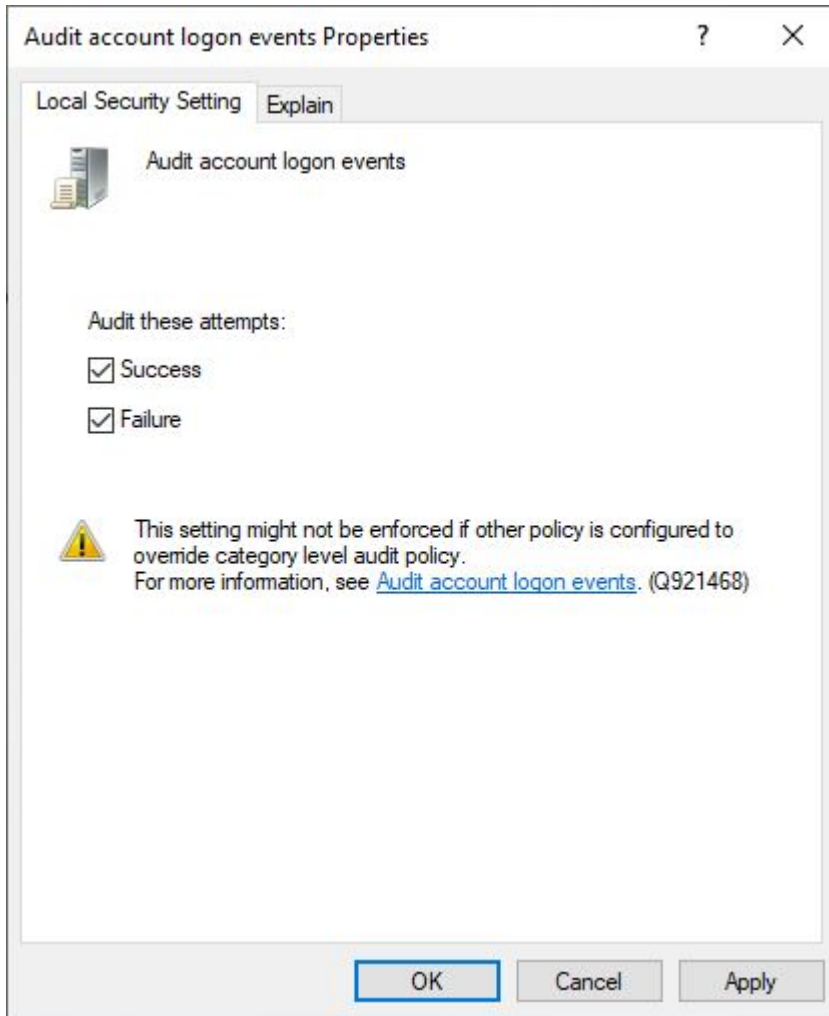 Audit account logon events Properties
?
Local Security Setting
Explain
Audit account logon events
Audit these attempts:
Success
Failure
This setting might not be enforced if other policy is configured to
override category level audit policy.
For more information, see Audit account logon events. (Q921468)
OK
Cancel
Apply